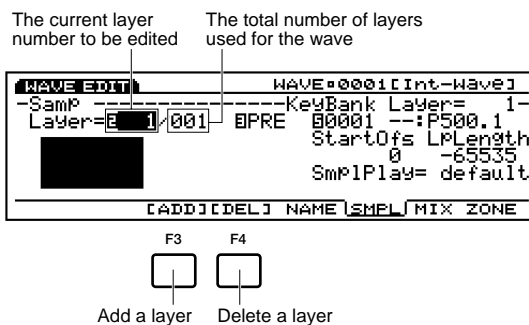 The current layer number to be edited
The total number of layers used for the wave
WAVE EDIT WAVE:0001[Int-Wave]
Samp KeyBank Layer= 1
Layer= 1/001 PRE 0001 --:P500.1
StartOfs LpLength
0 -65535
SmplPlay= default
[ADD][DEL] NAME SMPL MIX ZONE
F3 F4
Add a layer Delete a layer